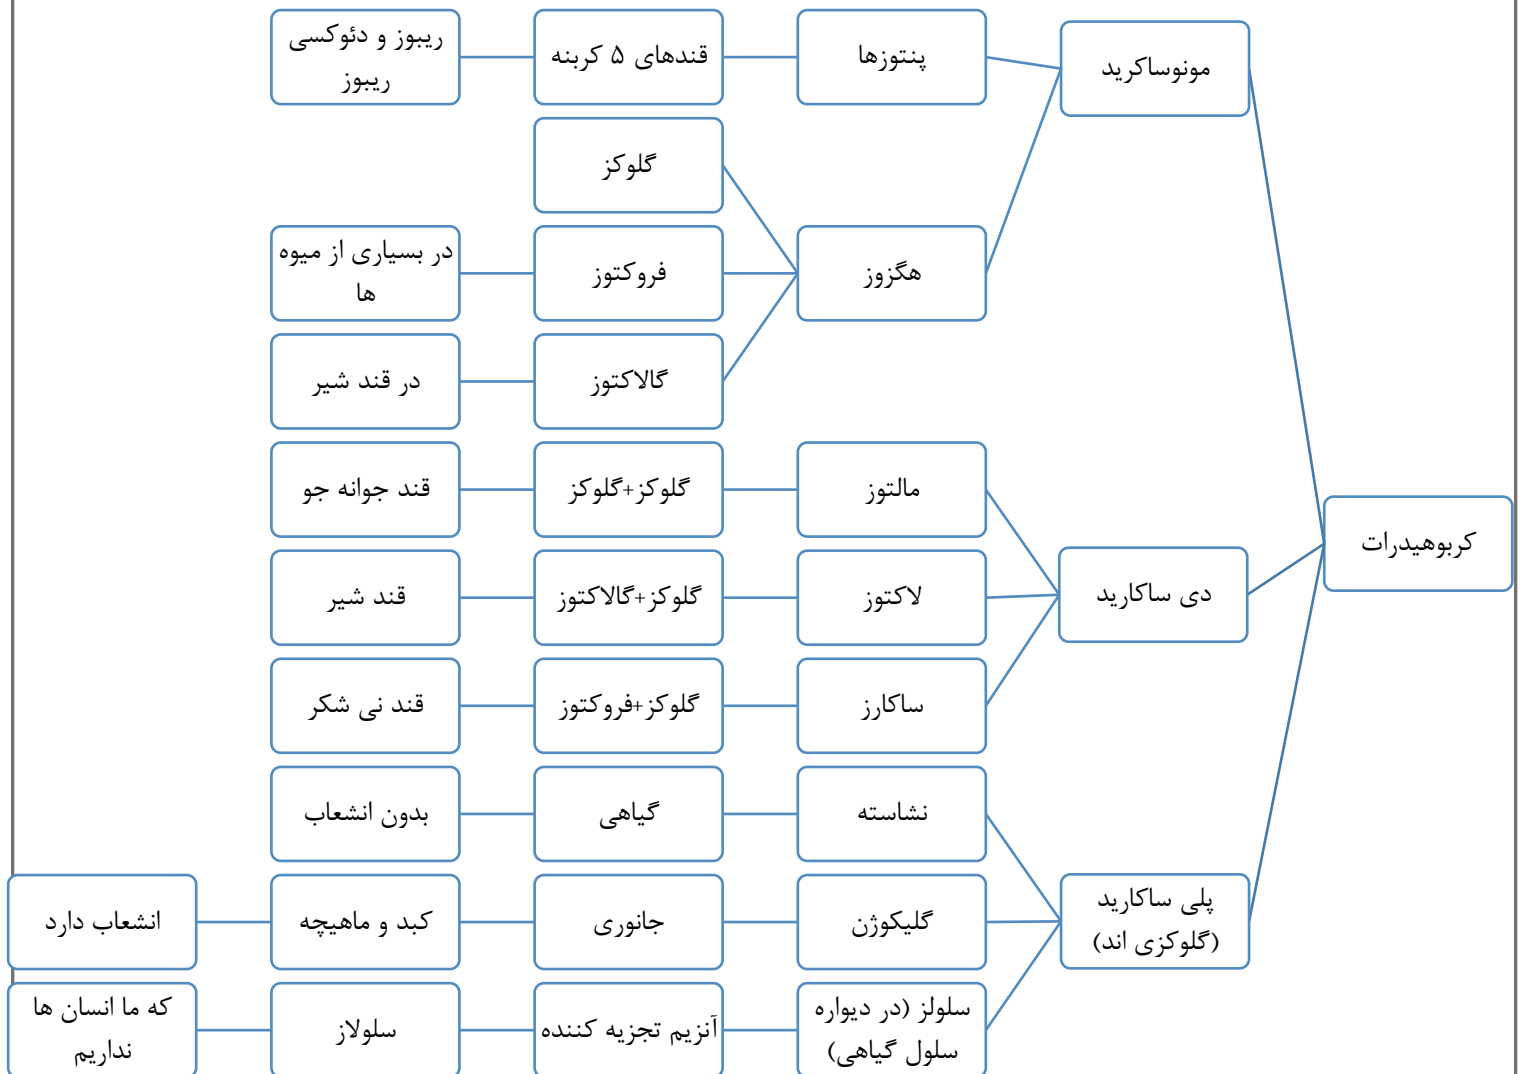 کربوهیدرات
مونوساکرید
پنتوزها
قندهای ۵ کربنه
ریبوز و دئوکسی
ریبوز
هگزوز
گلوکز
فروکتوز
در بسیاری از میوه
ها
گالاکتوز
در قند شیر
دی ساکارید
مالتوز
گلوکز+گلوکز
قند جوانه جو
لاکتوز
گلوکز+گالاکتوز
قند شیر
ساکارز
گلوکز+فروکتوز
قند نی شکر
پلی ساکارید
(گلوکزی اند)
نشاسته
گیاهی
بدون انشعاب
گلیکوژن
جانوری
کبد و ماهیچه
انشعاب دارد
سلولز (در دیواره
سلول گیاهی)
آنزیم تجزیه کننده
سلولاز
که ما انسان ها
نداریم